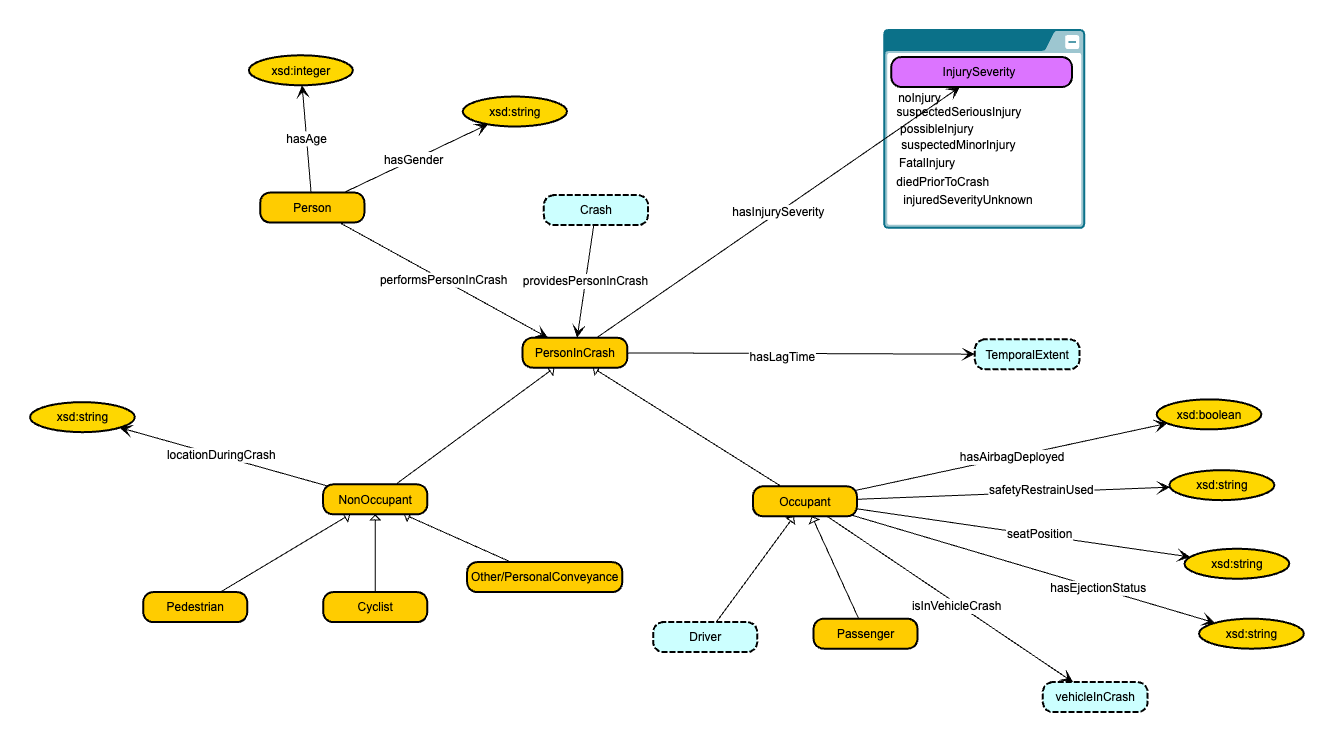 xsd:integer
InjurySeverity
noInjury
suspectedSeriousInjury
possibleInjury
suspectedMinorInjury
FatalInjury
diedPriorToCrash
injuredSeverityUnknown
xsd:string
hasAge
hasGender
Person
Crash
hasInjurySeverity
performsPersonInCrash
providesPersonInCrash
PersonInCrash
hasLagTime
TemporalExtent
xsd:string
xsd:boolean
locationDuringCrash
hasAirbagDeployed
xsd:string
safetyRestrainUsed
NonOccupant
Occupant
seatPosition
xsd:string
Other/PersonalConveyance
hasEjectionStatus
Pedestrian
Cyclist
isInVehicleCrash
Driver
Passenger
xsd:string
vehicleInCrash